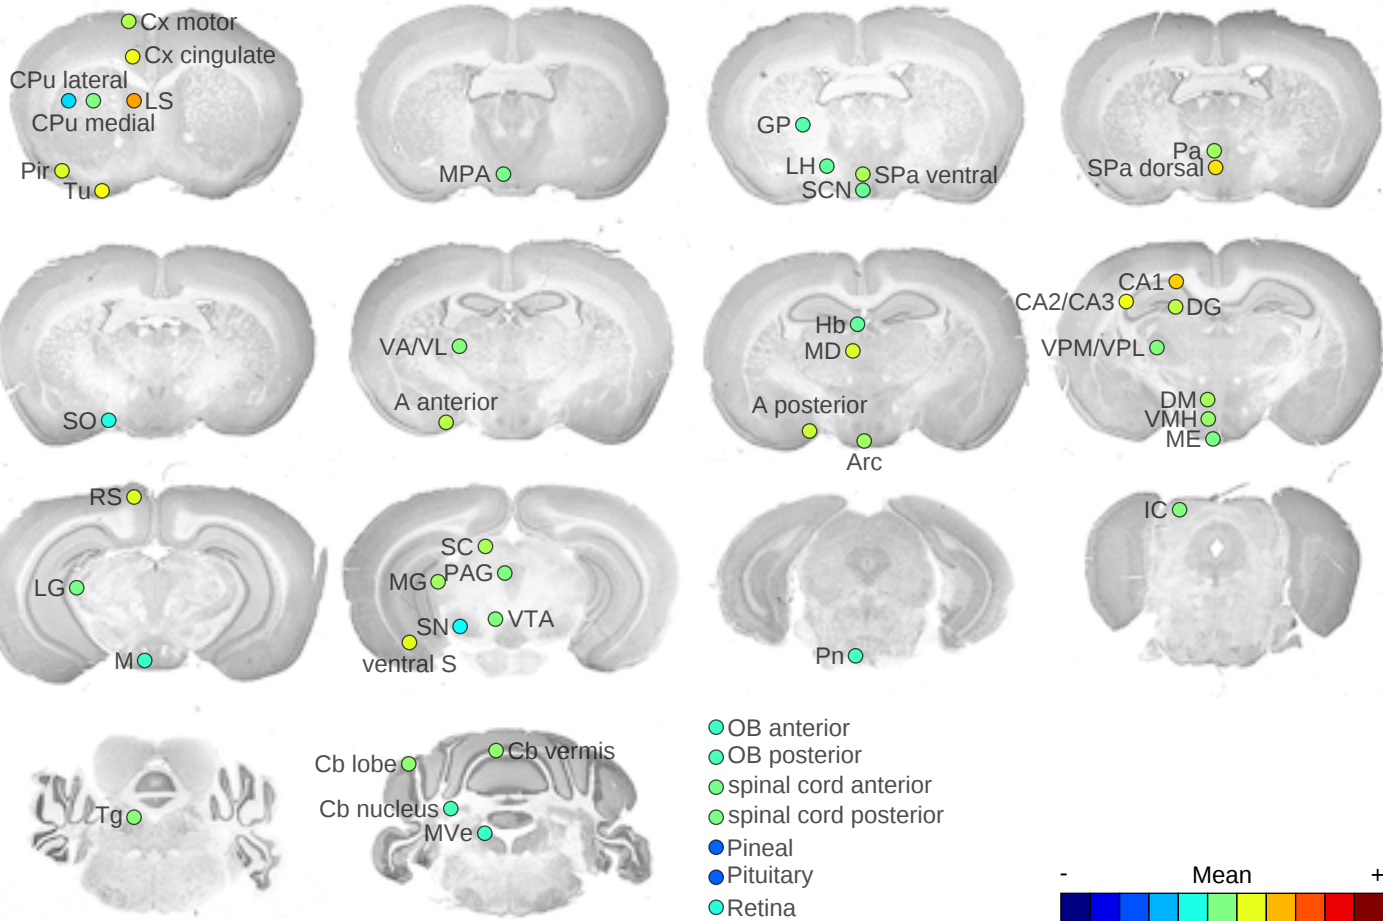 Cx motor
Cx cingulate
CPu lateral
LS
CPu medial
Pir
Tu
MPA
GP
LH
SPa ventral
SCN
Pa
SPa dorsal
SO
VA/VL
A anterior
Hb
MD
A posterior
Arc
CA1
CA2/CA3
DG
VPM/VPL
DM
VMH
ME
RS
LG
M
SC
MG
PAG
SN
VTA
ventral S
Pn
IC
Tg
Cb lobe
Cb vermis
Cb nucleus
MVe
OB anterior
OB posterior
spinal cord anterior
spinal cord posterior
Pineal
Pituitary
Retina
- Mean +